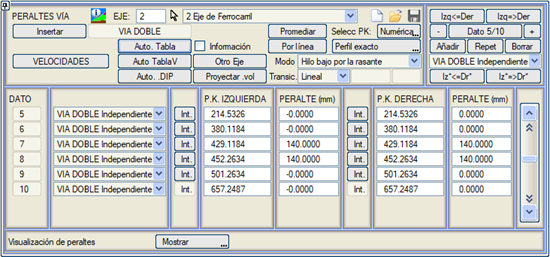 PERALTES VÍA EJE: 2 2 Eje de Ferrocarril Izq<=Der Izq=>Der
Insertar VIA DOBLE Promediar Selecc PK: Numérica... - Dato 5/10 +
Auto. Tabla Información Por línea Perfil exacto ... Añadir Repet Borrar
VELOCIDADES Auto TablaV Otro Eje Modo Hilo bajo por la rasante VIA DOBLE Independiente
Auto. .DIP Proyectar .vol Transic. Lineal Iz*<=Dr* Iz*=>Dr*
DATO P.K. IZQUIERDA PERALTE (mm) P.K. DERECHA PERALTE (mm)
5 VIA DOBLE Independiente Int. 214.5326 -0.0000 Int. 214.5326 0.0000
6 VIA DOBLE Independiente Int. 380.1184 -0.0000 Int. 380.1184 -0.0000
7 VIA DOBLE Independiente Int. 429.1184 140.0000 Int. 429.1184 140.0000
8 VIA DOBLE Independiente Int. 452.2634 140.0000 Int. 452.2634 140.0000
9 VIA DOBLE Independiente Int. 501.2634 -0.0000 Int. 501.2634 -0.0000
10 VIA DOBLE Independiente Int. 657.2487 -0.0000 Int. 657.2487 -0.0000
Visualización de peraltes Mostrar ...